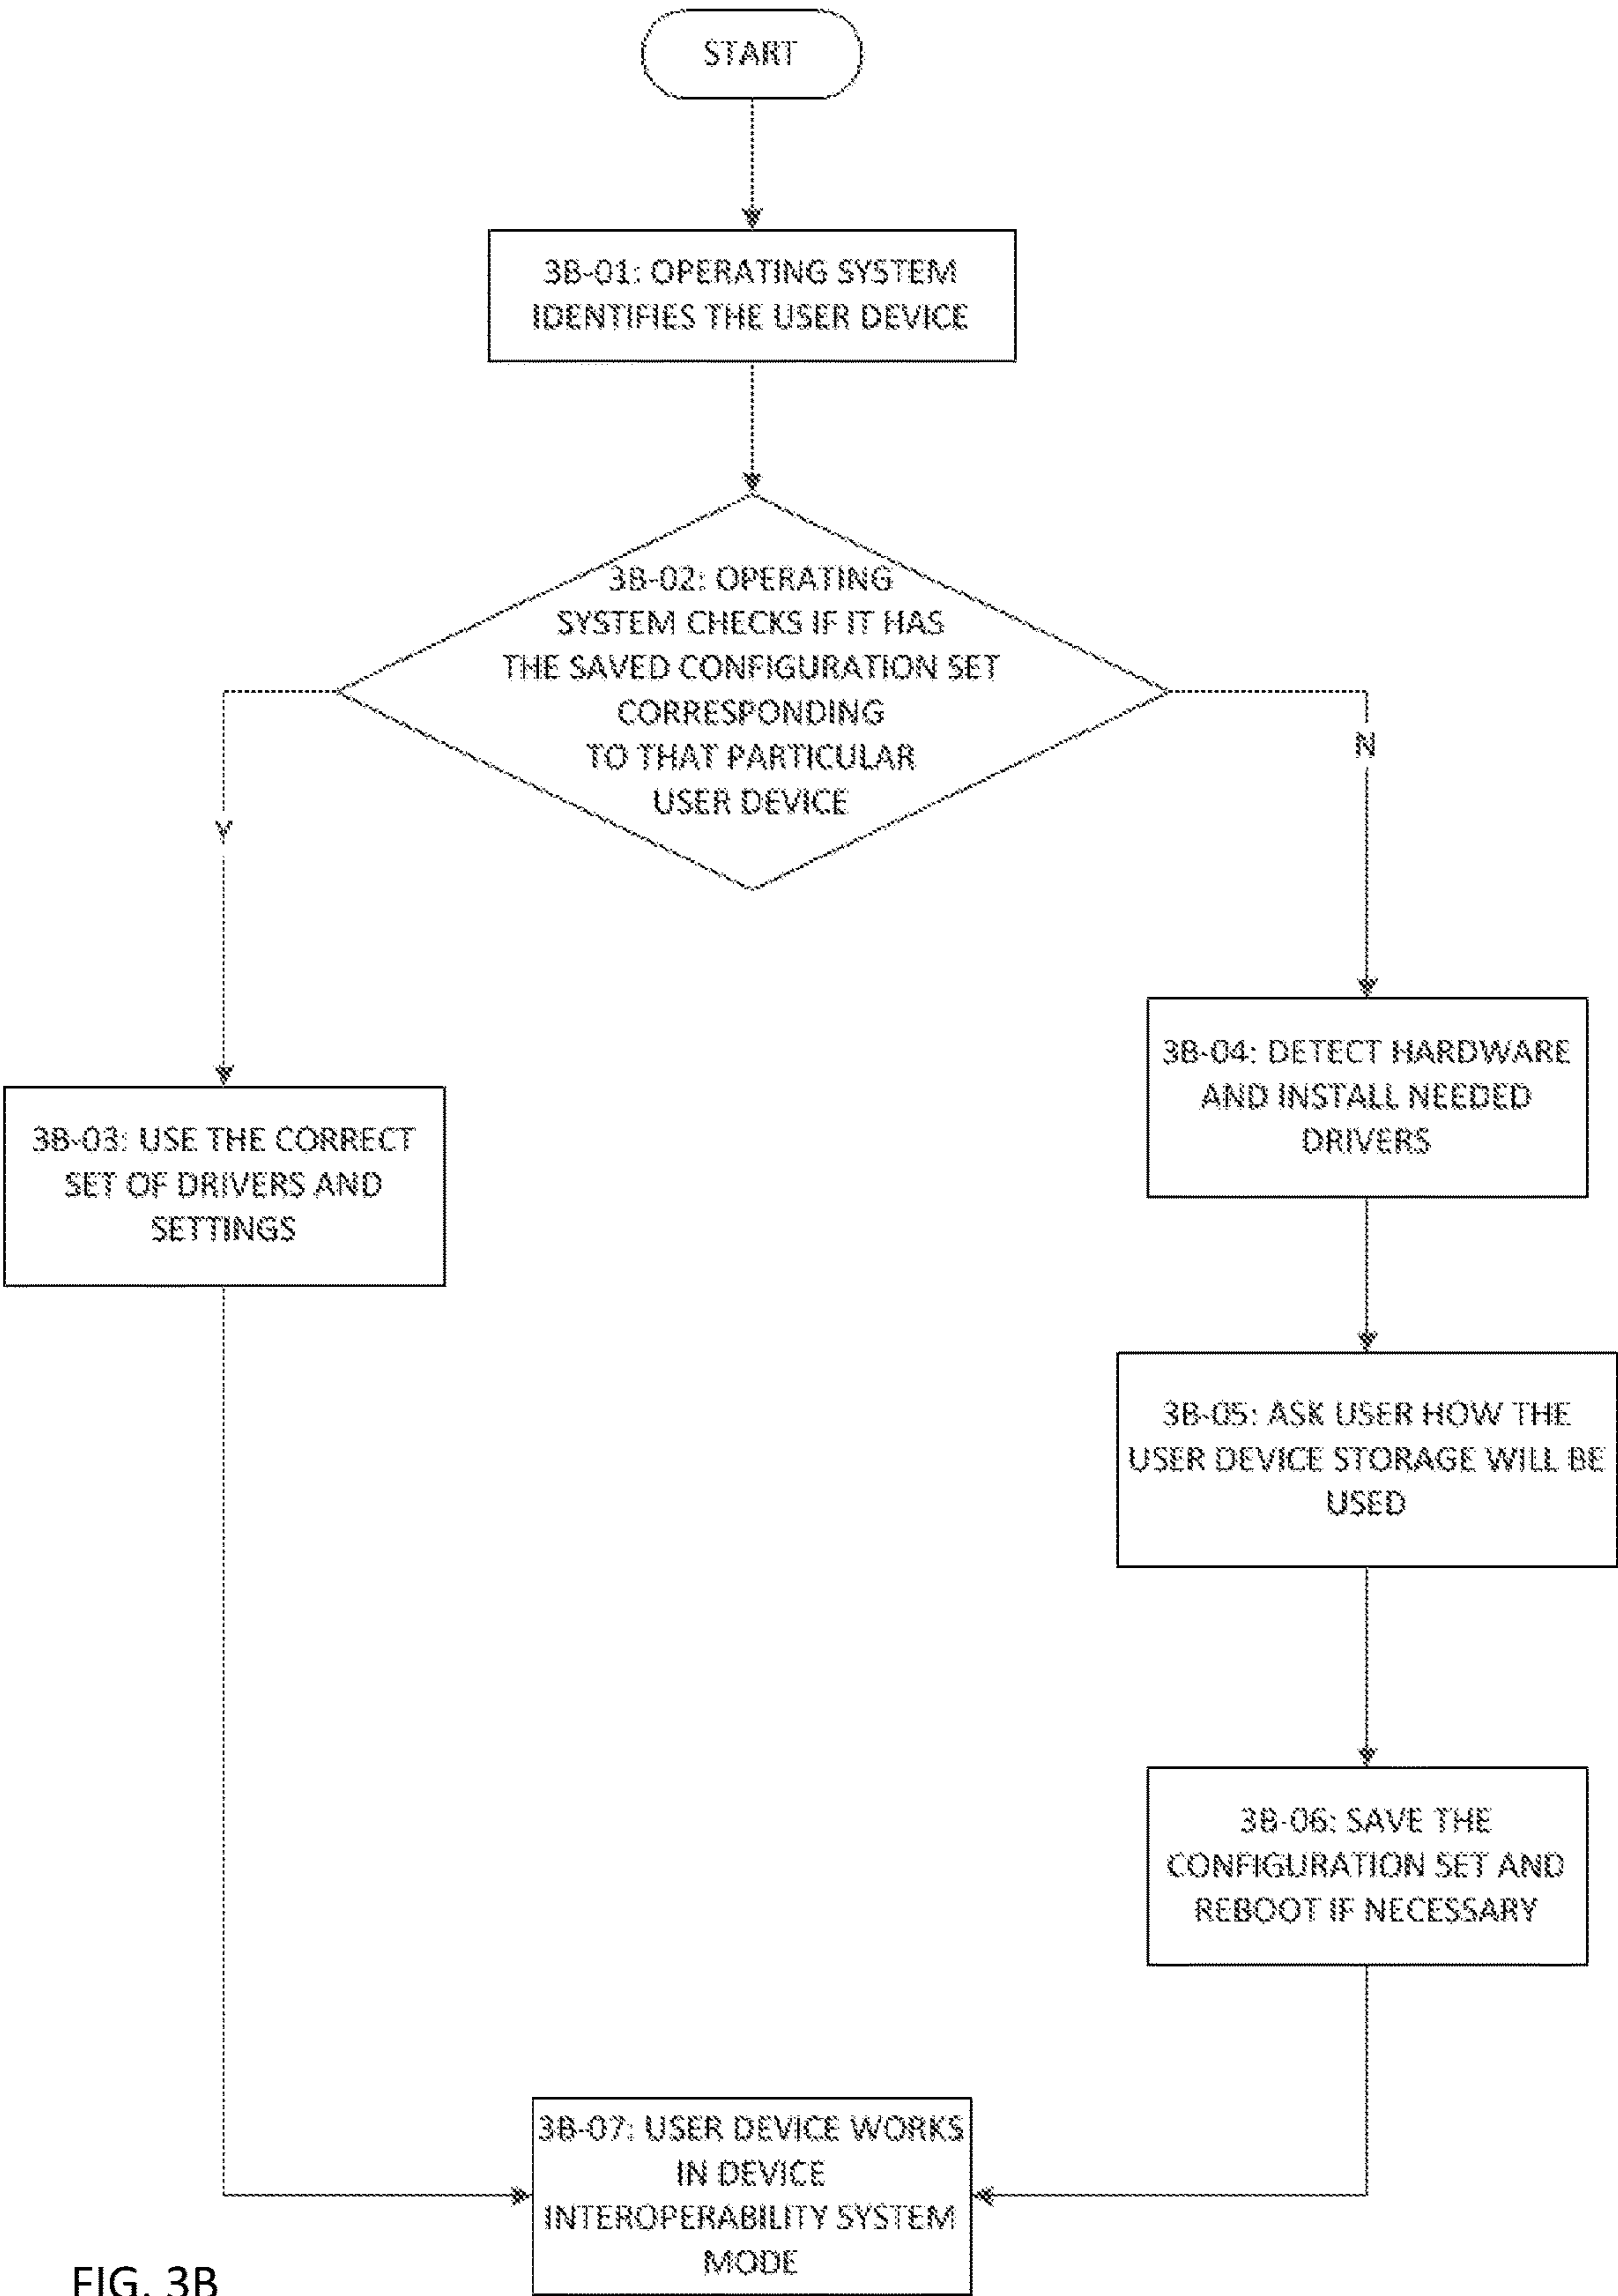 START
3B-01: OPERATING SYSTEM
IDENTIFIES THE USER DEVICE
3B-02: OPERATING
SYSTEM CHECKS IF IT HAS
THE SAVED CONFIGURATION SET
CORRESPONDING
TO THAT PARTICULAR
USER DEVICE
N
Y
3B-04: DETECT HARDWARE
AND INSTALL NEEDED
DRIVERS
3B-03: USE THE CORRECT
SET OF DRIVERS AND
SETTINGS
3B-05: ASK USER HOW THE
USER DEVICE STORAGE WILL BE
USED
3B-06: SAVE THE
CONFIGURATION SET AND
REBOOT IF NECESSARY
3B-07: USER DEVICE WORKS
IN DEVICE
INTEROPERABILITY SYSTEM
MODE
FIG. 3B